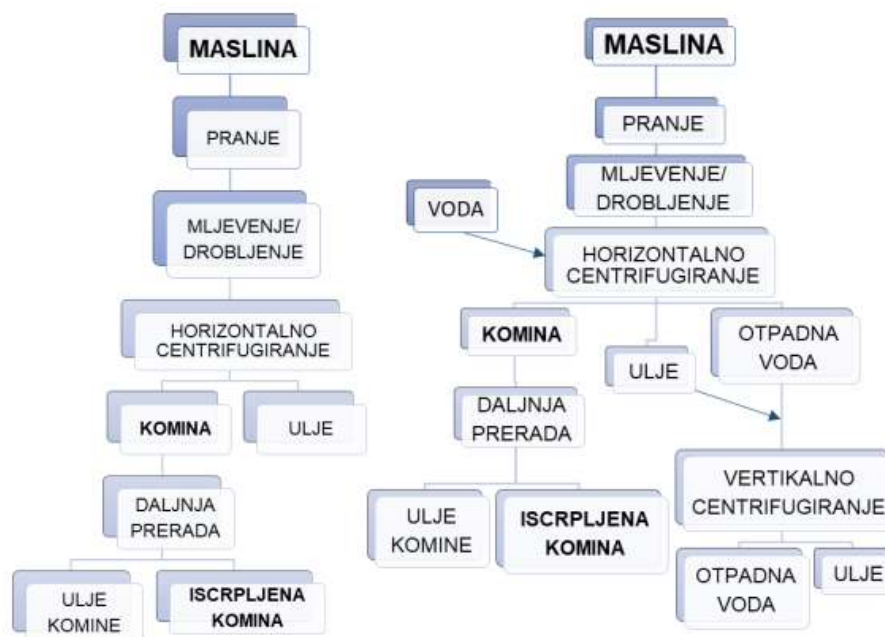 MASLINA
PRANJE
MLJEVENJE/
DROBLJENJE
HORIZONTALNO
CENTRIFUGIRANJE
KOMINA
ULJE
DALJNJA
PRERADA
ULJE
KOMINE
ISCRPLJENA
KOMINA
MASLINA
PRANJE
MLJEVENJE/
DROBLJENJE
VODA
HORIZONTALNO
CENTRIFUGIRANJE
KOMINA
ULJE
OTPADNA
VODA
DALJNJA
PRERADA
ULJE
KOMINE
ISCRPLJENA
KOMINA
VERTIKALNO
CENTRIFUGIRANJE
OTPADNA
VODA
ULJE